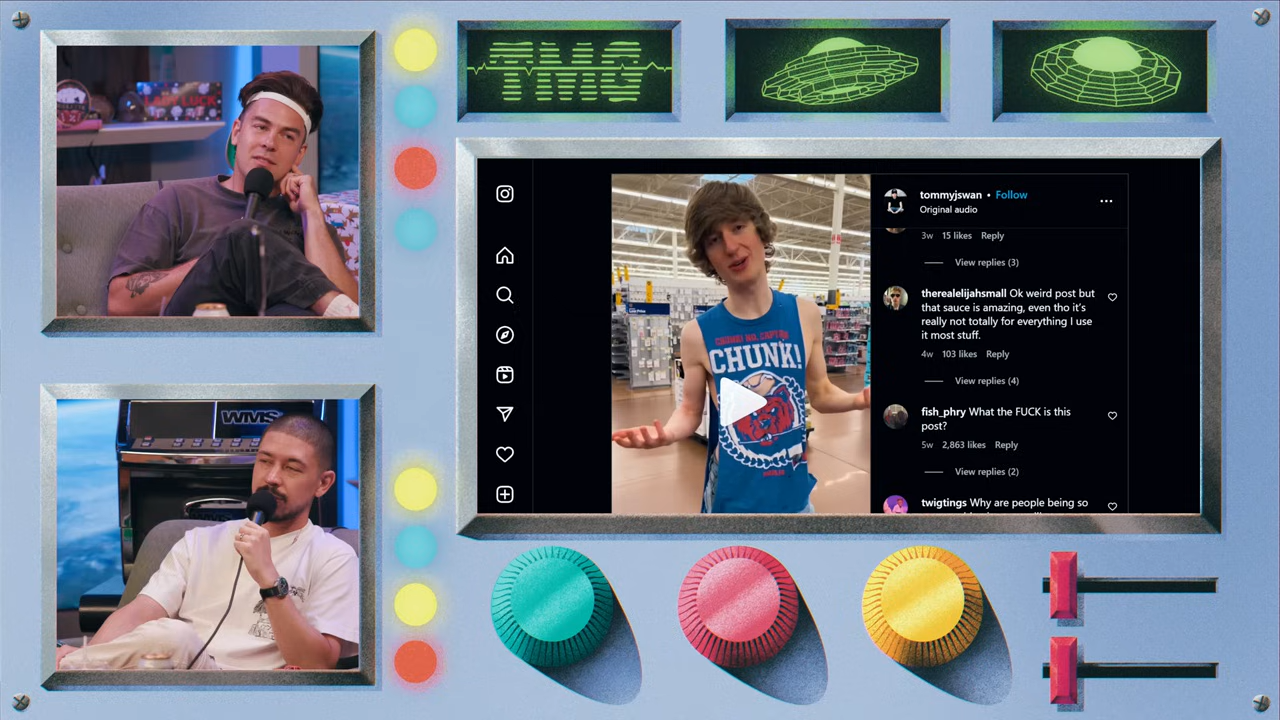 TMG
LADY LUCK
WMS
CHUNK!
tommyjswan • Follow
Original audio
3w 15 likes Reply
View replies (3)
therealelijahsmall Ok weird post but
that sauce is amazing, even tho it's
really not totally for everything I use
it most stuff.
4w 103 likes Reply
View replies (4)
fish_phry What the FUCK is this
post?
5w 2,863 likes Reply
View replies (2)
twigtings Why are people being so